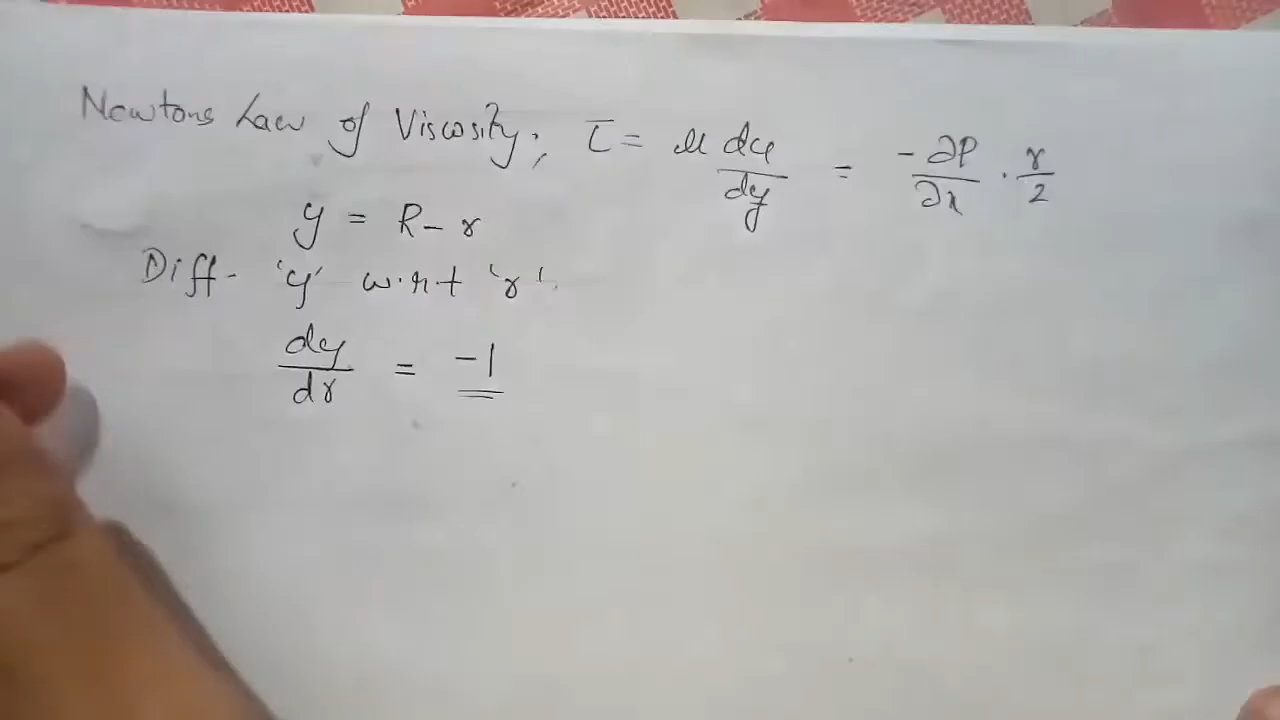 Newtons Law of Viscosity; τ = μ du/dy = -∂P/∂x · r/2
y = R - r
Diff- 'y' w.r.t 'r'.
dy/dr = -1